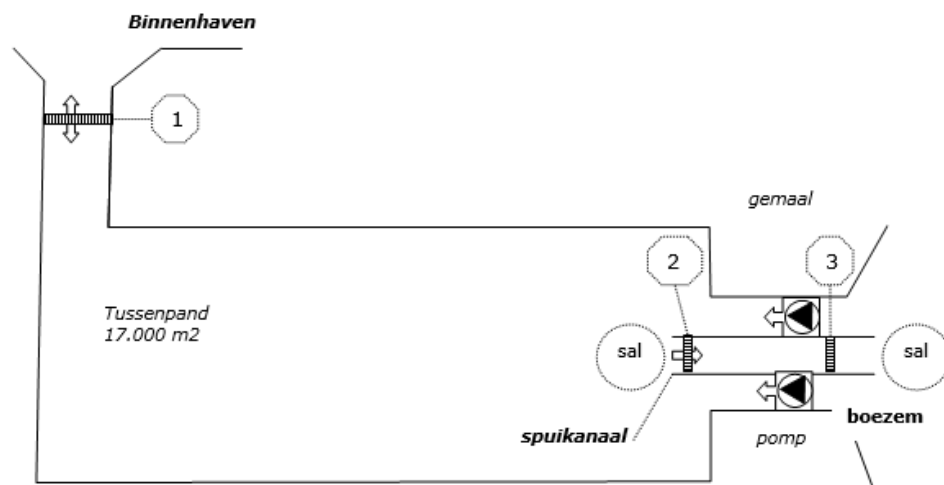 Binnenhaven
1
gemaal
2
3
Tussenpand
17.000 m2
sal
sal
spuikanaal
pomp
boezem